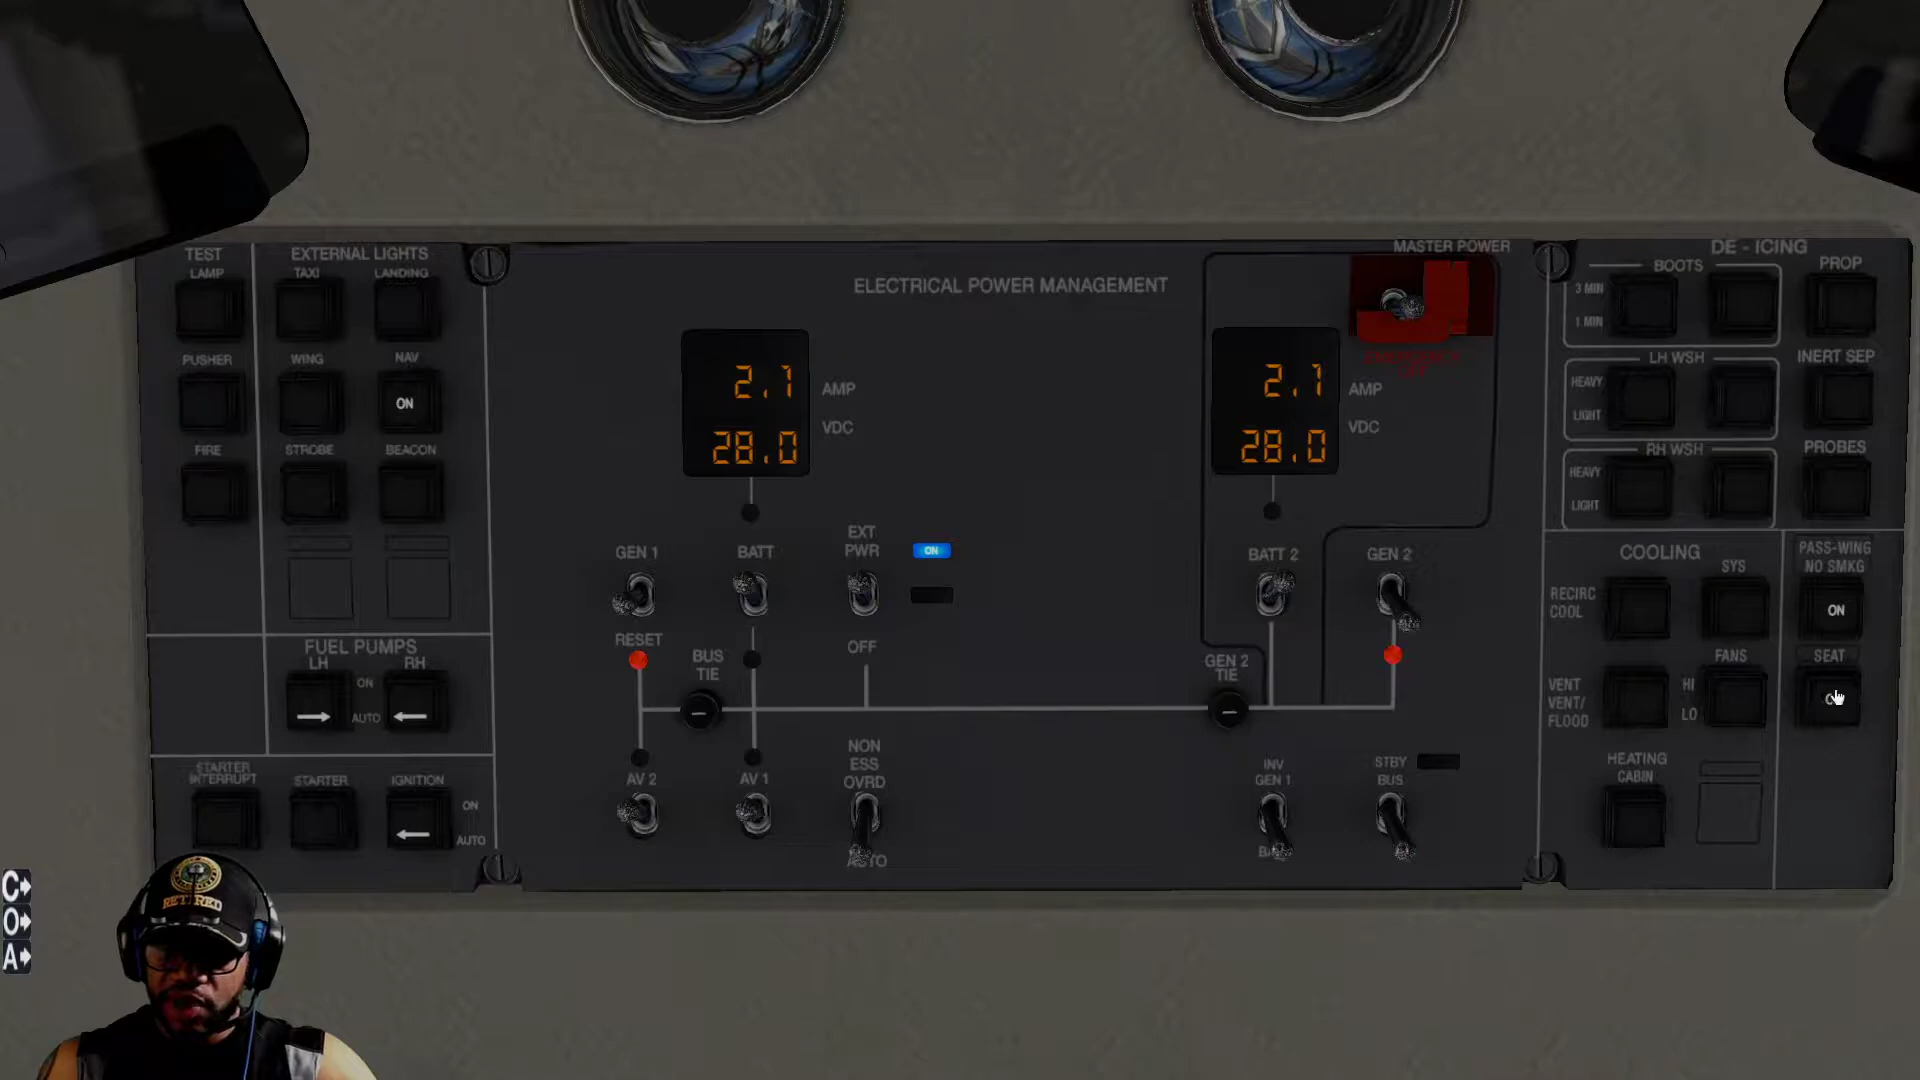 TEST
LAMP
EXTERNAL LIGHTS
TAXI
LANDING
PUSHER
WING
NAV
ON
FIRE
STROBE
BEACON
FUEL PUMPS
LH
ON
RH
AUTO
STARTER
INTERRUPT
STARTER
IGNITION
ON
AUTO
ELECTRICAL POWER MANAGEMENT
MASTER POWER
2.1
AMP
28.0
VDC
2.1
AMP
28.0
VDC
GEN 1
BATT
EXT
PWR
ON
BATT 2
GEN 2
RESET
OFF
BUS
TIE
GEN 2
TIE
AV 2
AV 1
NON
ESS
OVRD
AUTO
INV
GEN 1
STBY
BUS
DE - ICING
BOOTS
3 MIN
1 MIN
PROP
LH WSH
HEAVY
LIGHT
INERT SEP
RH WSH
HEAVY
LIGHT
PROBES
COOLING
SYS
RECIRC
COOL
FANS
VENT
VENT/
FLOOD
HI
LO
PASS-WING
NO SMKG
ON
SEAT
HEATING
CABIN
C
O
A
RETIRED